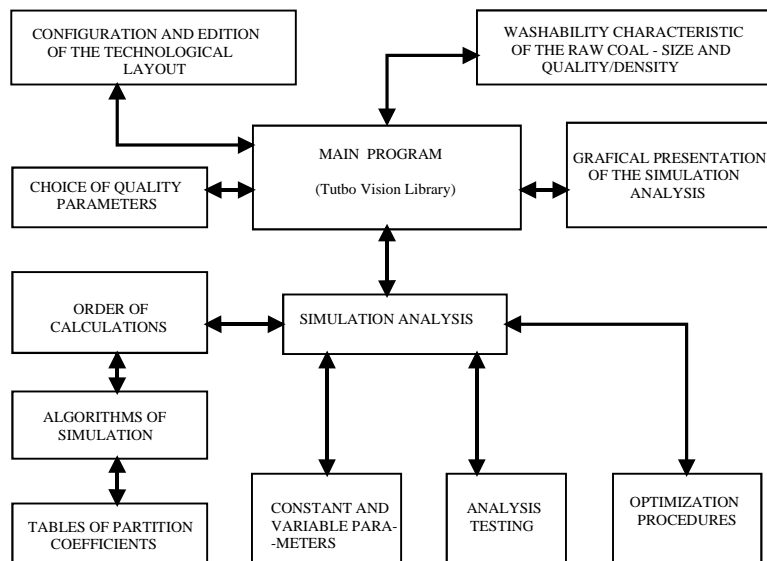 CONFIGURATION AND EDITION
OF THE TECHNOLOGICAL
LAYOUT
WASHABILITY CHARACTERISTIC
OF THE RAW COAL - SIZE AND
QUALITY/DENSITY
MAIN PROGRAM
(Tutbo Vision Library)
CHOICE OF QUALITY
PARAMETERS
GRAFICAL PRESENTATION
OF THE SIMULATION
ANALYSIS
ORDER OF
CALCULATIONS
SIMULATION ANALYSIS
ALGORITHMS OF
SIMULATION
TABLES OF PARTITION
COEFFICIENTS
CONSTANT AND
VARIABLE PARA-
-METERS
ANALYSIS
TESTING
OPTIMIZATION
PROCEDURES